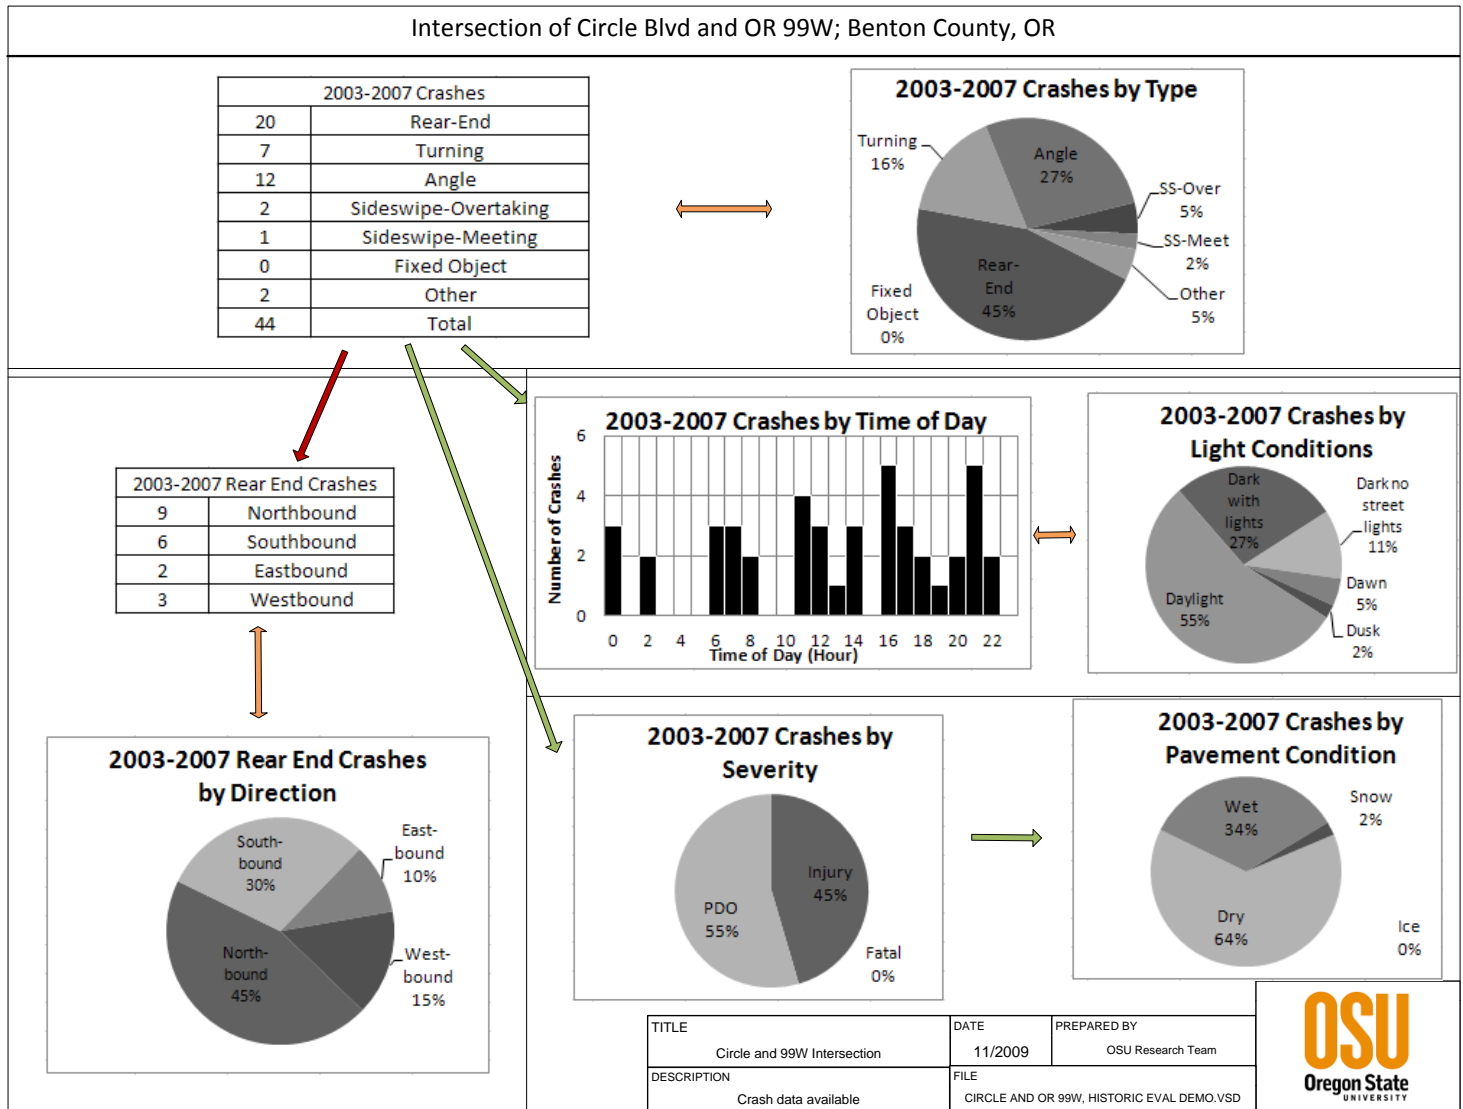 Intersection of Circle Blvd and OR 99W; Benton County, OR
2003-2007 Crashes
20 Rear-End
7 Turning
12 Angle
2 Sideswipe-Overtaking
1 Sideswipe-Meeting
0 Fixed Object
2 Other
44 Total
2003-2007 Crashes by Type
Turning
16%
Angle
27%
SS-Over
5%
SS-Meet
2%
Other
5%
Rear-
End
45%
Fixed
Object
0%
2003-2007 Rear End Crashes
9 Northbound
6 Southbound
2 Eastbound
3 Westbound
2003-2007 Crashes by Time of Day
Number of Crashes
6
4
2
0
0 2 4 6 8 10 12 14 16 18 20 22
Time of Day (Hour)
2003-2007 Crashes by
Light Conditions
Dark
with
lights
27%
Dark no
street
lights
11%
Dawn
5%
Dusk
2%
Daylight
55%
2003-2007 Rear End Crashes
by Direction
South-
bound
30%
East-
bound
10%
West-
bound
15%
North-
bound
45%
2003-2007 Crashes by
Severity
Injury
45%
PDO
55%
Fatal
0%
2003-2007 Crashes by
Pavement Condition
Wet
34%
Snow
2%
Dry
64%
Ice
0%
TITLE
Circle and 99W Intersection
DATE
11/2009
PREPARED BY
OSU Research Team
DESCRIPTION
Crash data available
FILE
CIRCLE AND OR 99W, HISTORIC EVAL DEMO.VSD
OSU
Oregon State
UNIVERSITY